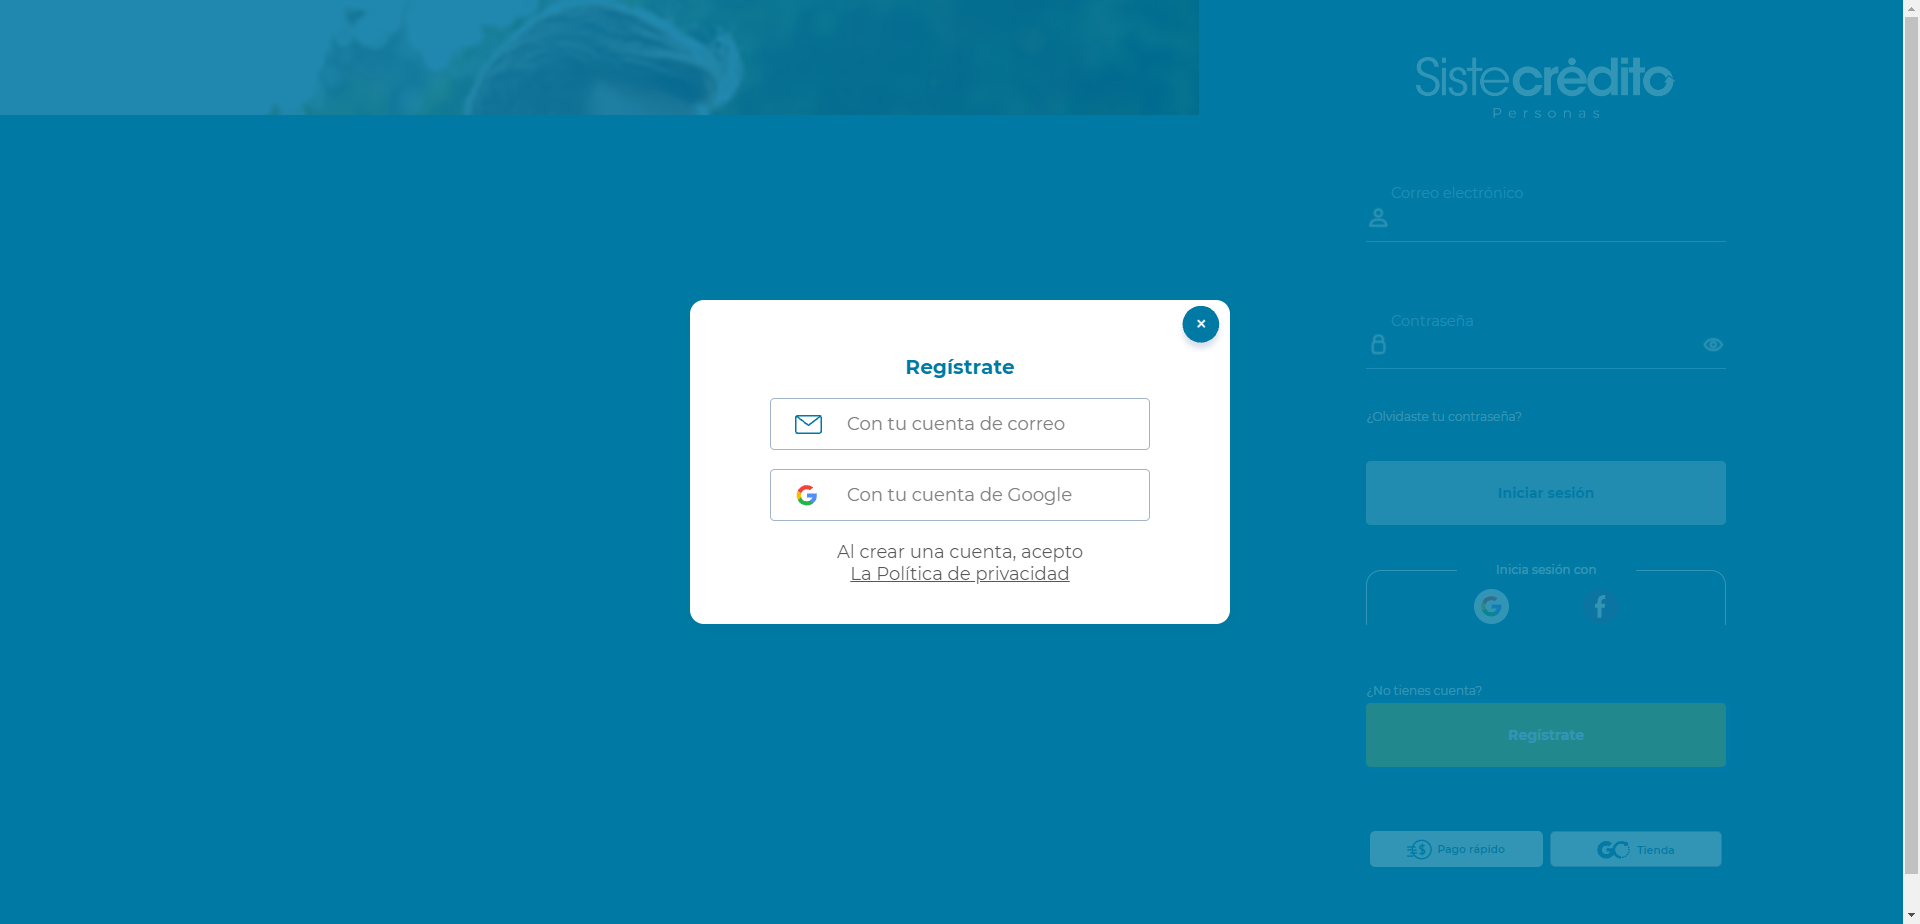 Sistecrédito
Personas
Correo electrónico
Contraseña
¿Olvidaste tu contraseña?
Iniciar sesión
Inicia sesión con
¿No tienes cuenta?
Regístrate
Pago rápido
GO Tienda
×
Regístrate
Con tu cuenta de correo
Con tu cuenta de Google
Al crear una cuenta, acepto
La Política de privacidad